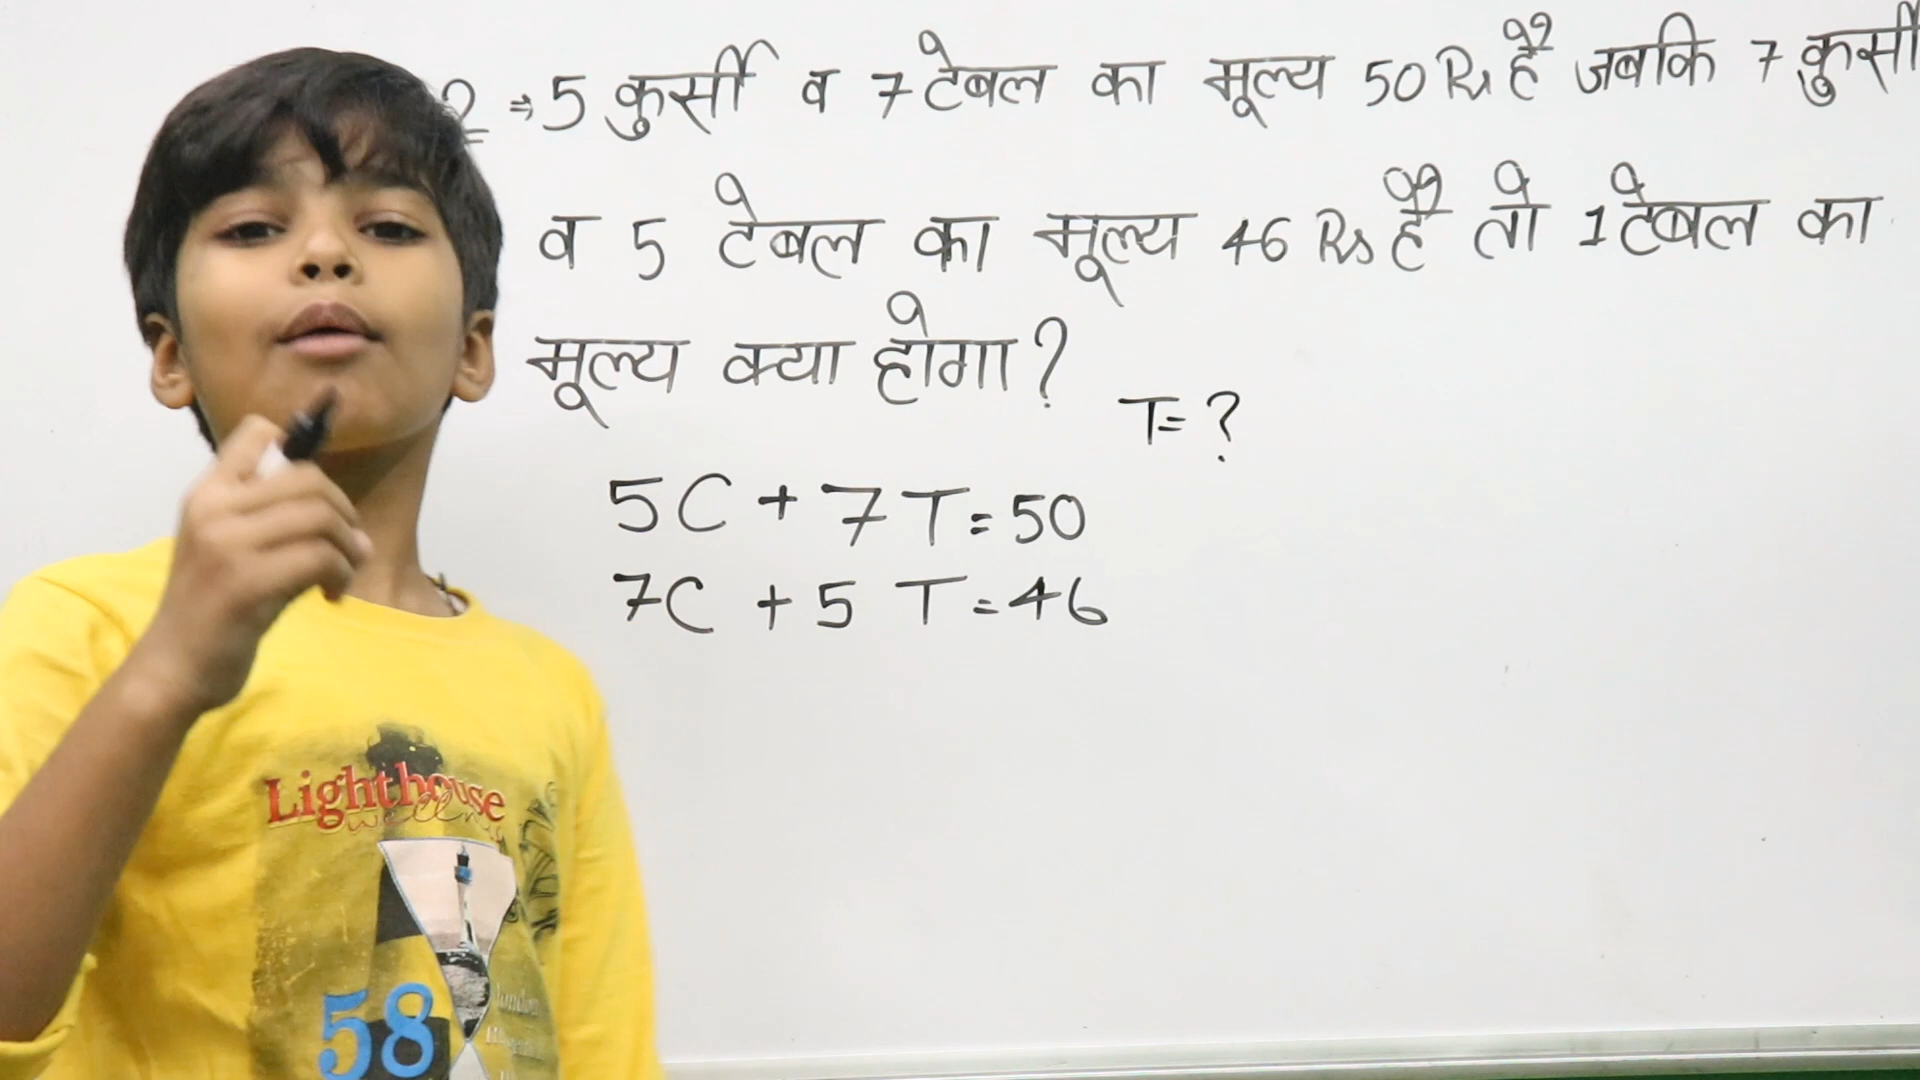 2 ⇒ 5 कुर्सी व 7 टेबल का मूल्य 50 Rs है जबकि 7 कुर्सी
व 5 टेबल का मूल्य 46 Rs है तो 1 टेबल का
मूल्य क्या होगा?
T= ?
5C + 7T = 50
7C + 5T = 46
Lighthouse
58